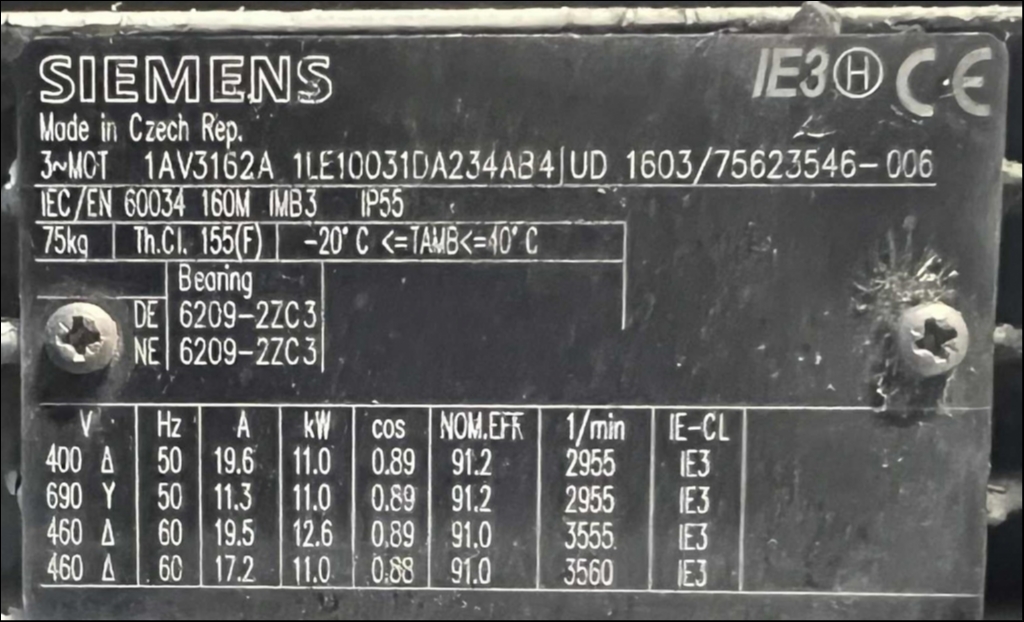 SIEMENS IE3 H CE
Made in Czech Rep.
3~MOT 1AV3162A 1LE10031DA234AB4 UD 1603/75623546-006
IEC/EN 60034 160M IMB3 IP55
75kg Th.Cl. 155(F) -20° C <=TAMB<=40° C
Bearing
DE 6209-2ZC3
NE 6209-2ZC3
V Hz A kW cos NOM.EFF 1/min IE-CL
400 Δ 50 19.6 11.0 0.89 91.2 2955 IE3
690 Y 50 11.3 11.0 0.89 91.2 2955 IE3
460 Δ 60 19.5 12.6 0.89 91.0 3555 IE3
460 Δ 60 17.2 11.0 0.88 91.0 3560 IE3